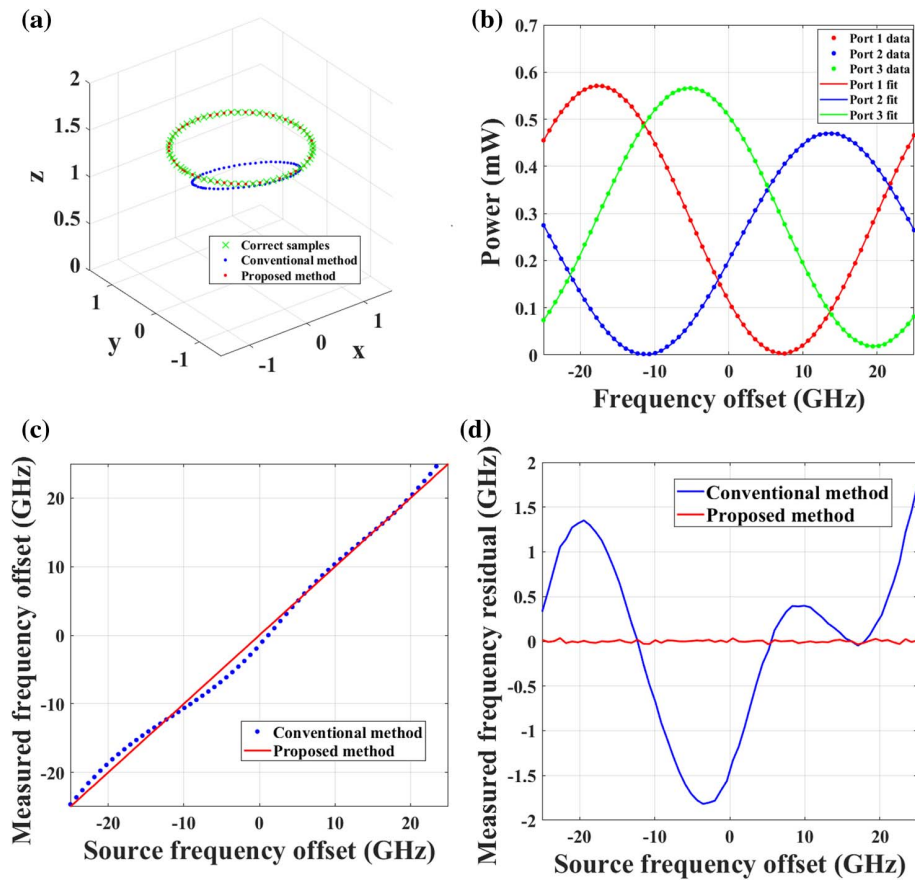 (a)
2
1.5
1
0.5
0
z
1
0
-1
y
-1
0
1
x
Correct samples
Conventional method
Proposed method
(b)
0.7
0.6
0.5
0.4
0.3
0.2
0.1
0
Power (mW)
-20
-10
0
10
20
Frequency offset (GHz)
Port 1 data
Port 2 data
Port 3 data
Port 1 fit
Port 2 fit
Port 3 fit
(c)
Measured frequency offset (GHz)
20
10
0
-10
-20
-20
-10
0
10
20
Source frequency offset (GHz)
Conventional method
Proposed method
(d)
Measured frequency residual (GHz)
2
1.5
1
0.5
0
-0.5
-1
-1.5
-2
-20
-10
0
10
20
Source frequency offset (GHz)
Conventional method
Proposed method